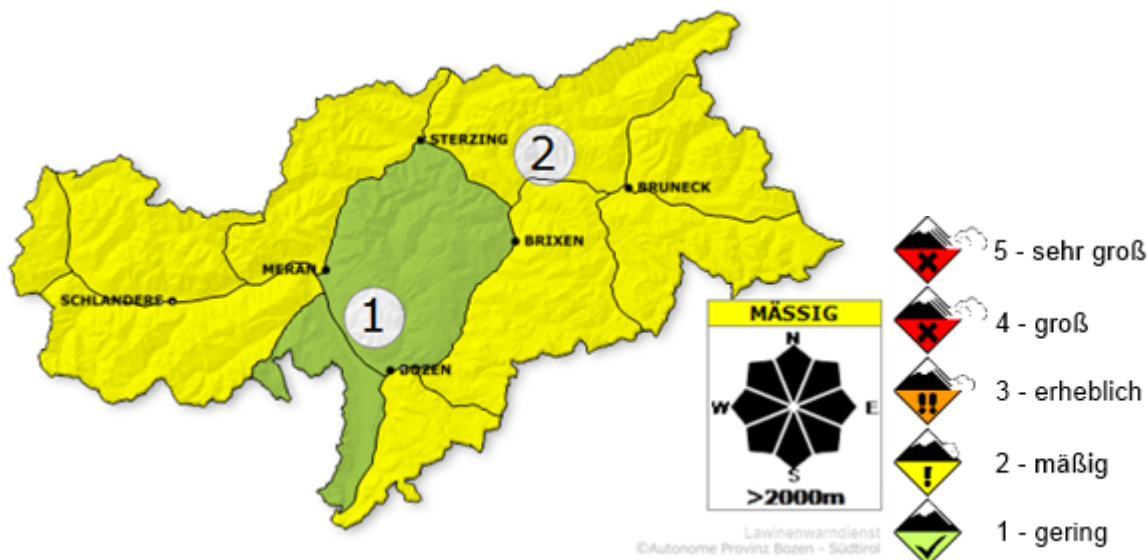 STERZING
2
BRUNECK
BRIXEN
MERAN
SCHLANDERS
1
BOZEN
MÄSSIG
N
W
E
S
>2000m
5 - sehr groß
4 - groß
3 - erheblich
2 - mäßig
1 - gering
Lawinenwarndienst
©Autonome Provinz Bozen - Südtirol